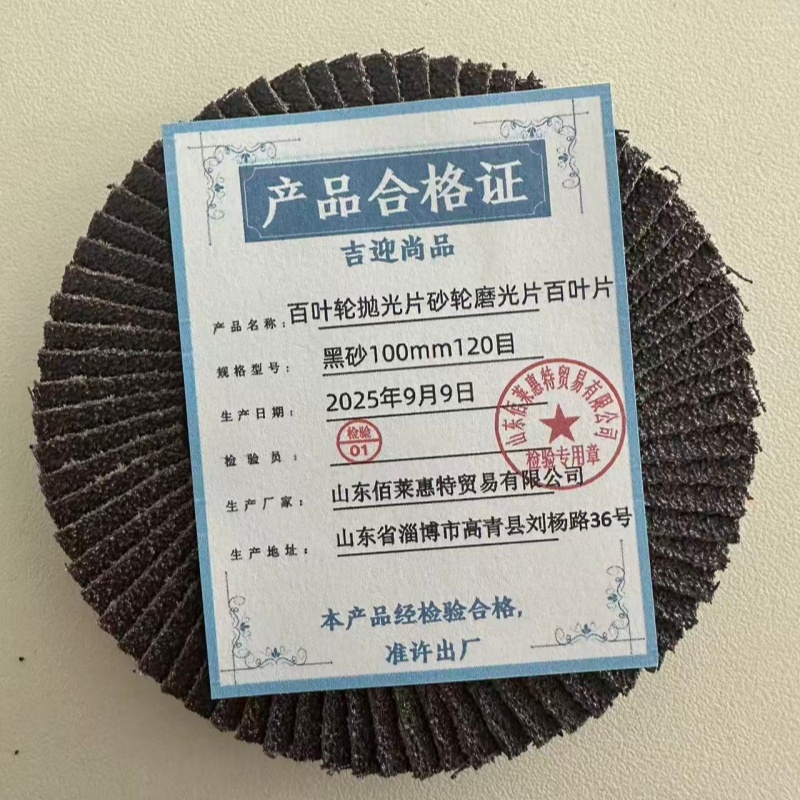 产品合格证
吉迎尚品
产品名称：百叶轮抛光片砂轮磨光片百叶片
规格型号：黑砂100mm120目
生产日期：2025年9月9日
检验员：检验 01
生产厂家：山东佰莱惠特贸易有限公司
生产地址：山东省淄博市高青县刘杨路36号
山东佰莱惠特贸易有限公司
检验专用章
本产品经检验合格，
准许出厂